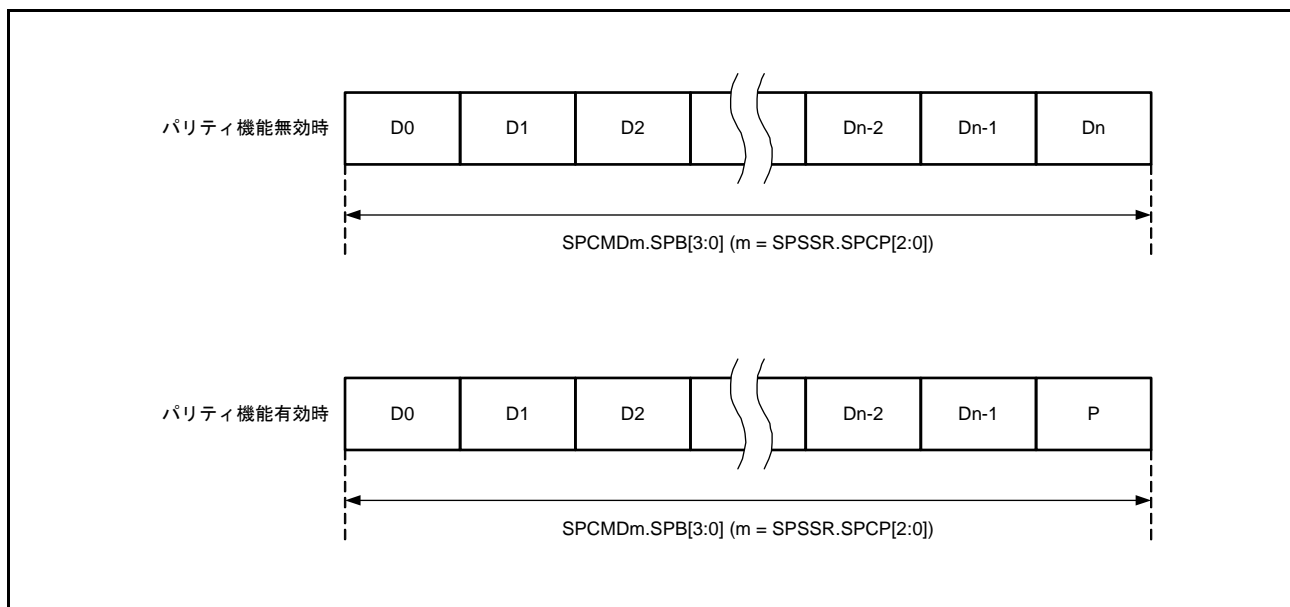 パリティ機能無効時 D0 D1 D2 Dn-2 Dn-1 Dn
SPCMDm.SPB[3:0] (m = SPSSR.SPCP[2:0])
パリティ機能有効時 D0 D1 D2 Dn-2 Dn-1 P
SPCMDm.SPB[3:0] (m = SPSSR.SPCP[2:0])